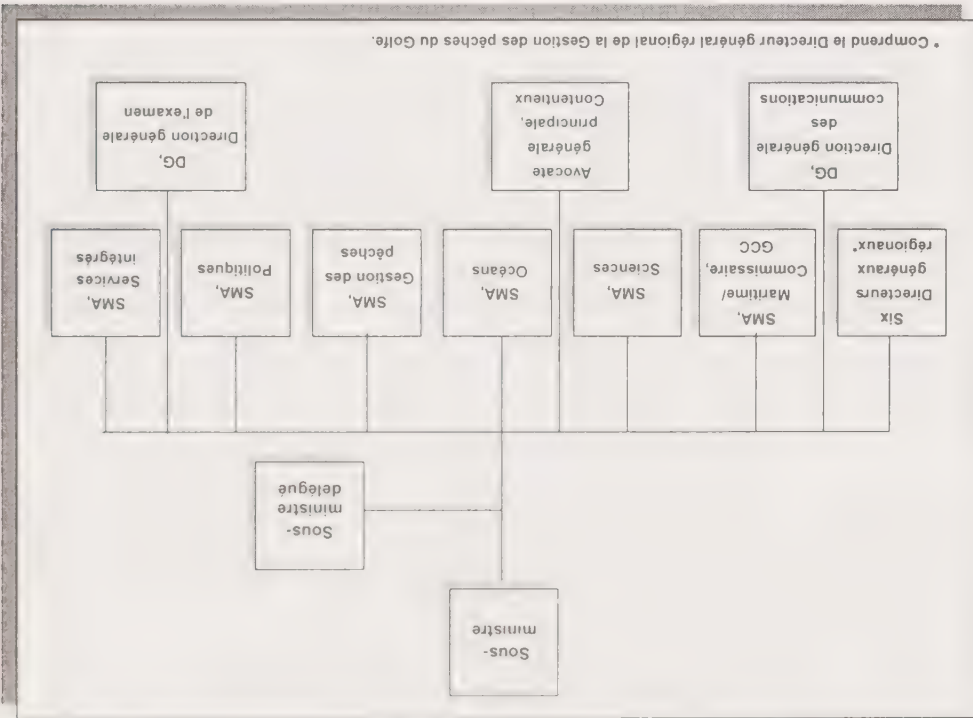 Sous-
ministre
Sous-
ministre
délégué
Six
Directeurs
généraux
régionaux*
SMA,
Maritime/
Commissaire,
GCC
SMA,
Sciences
SMA,
Océans
SMA,
Gestion des
pêches
SMA,
Politiques
SMA,
Services
intégrés
DG,
Direction générale
des
communications
Avocate
générale
principale,
Contentieux
DG,
Direction générale
de l'examen
* Comprend le Directeur général régional de la Gestion des pêches du Golfe.